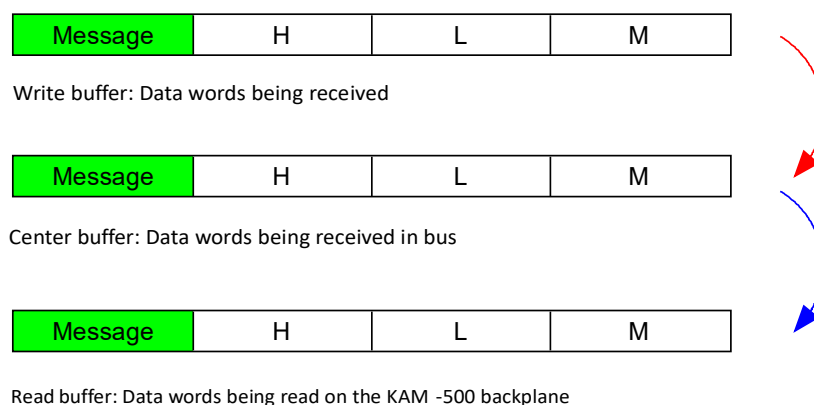 Message H L M
Write buffer: Data words being received
Message H L M
Center buffer: Data words being received in bus
Message H L M
Read buffer: Data words being read on the KAM -500 backplane